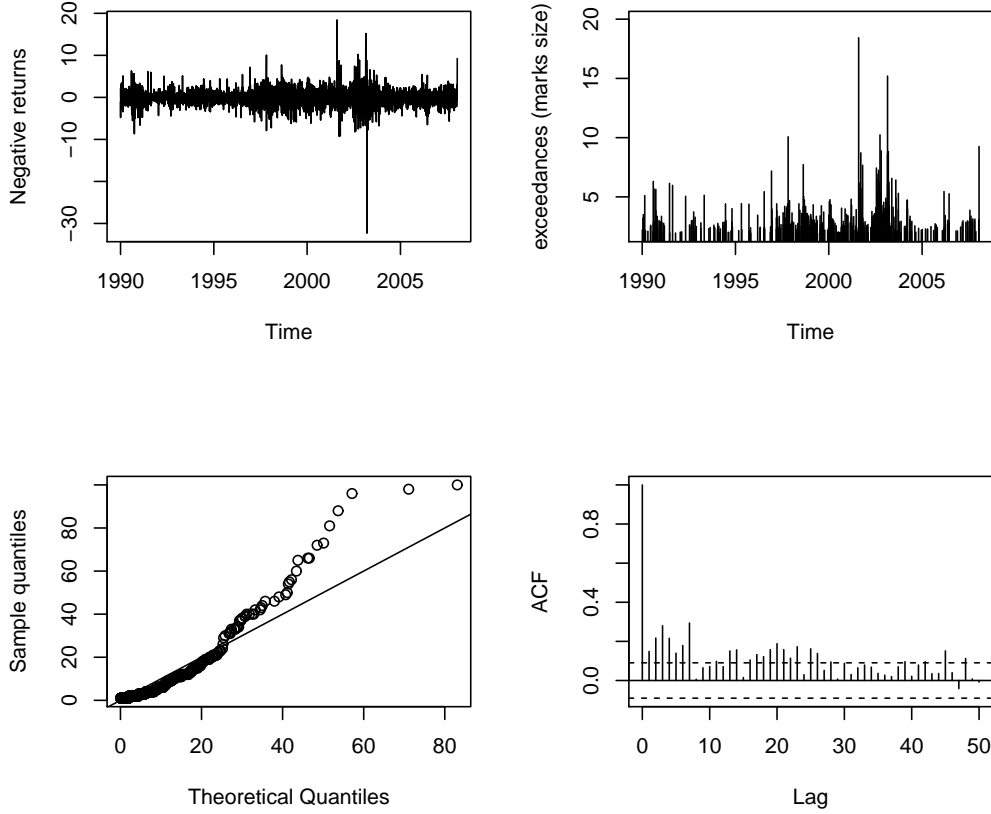 Negative returns
20
10
0
−10
−30
1990 1995 2000 2005
Time
exceedances (marks size)
20
15
10
5
1990 1995 2000 2005
Time
Sample quantiles
80
60
40
20
0
0 20 40 60 80
Theoretical Quantiles
ACF
0.8
0.4
0.0
0 10 20 30 40 50
Lag